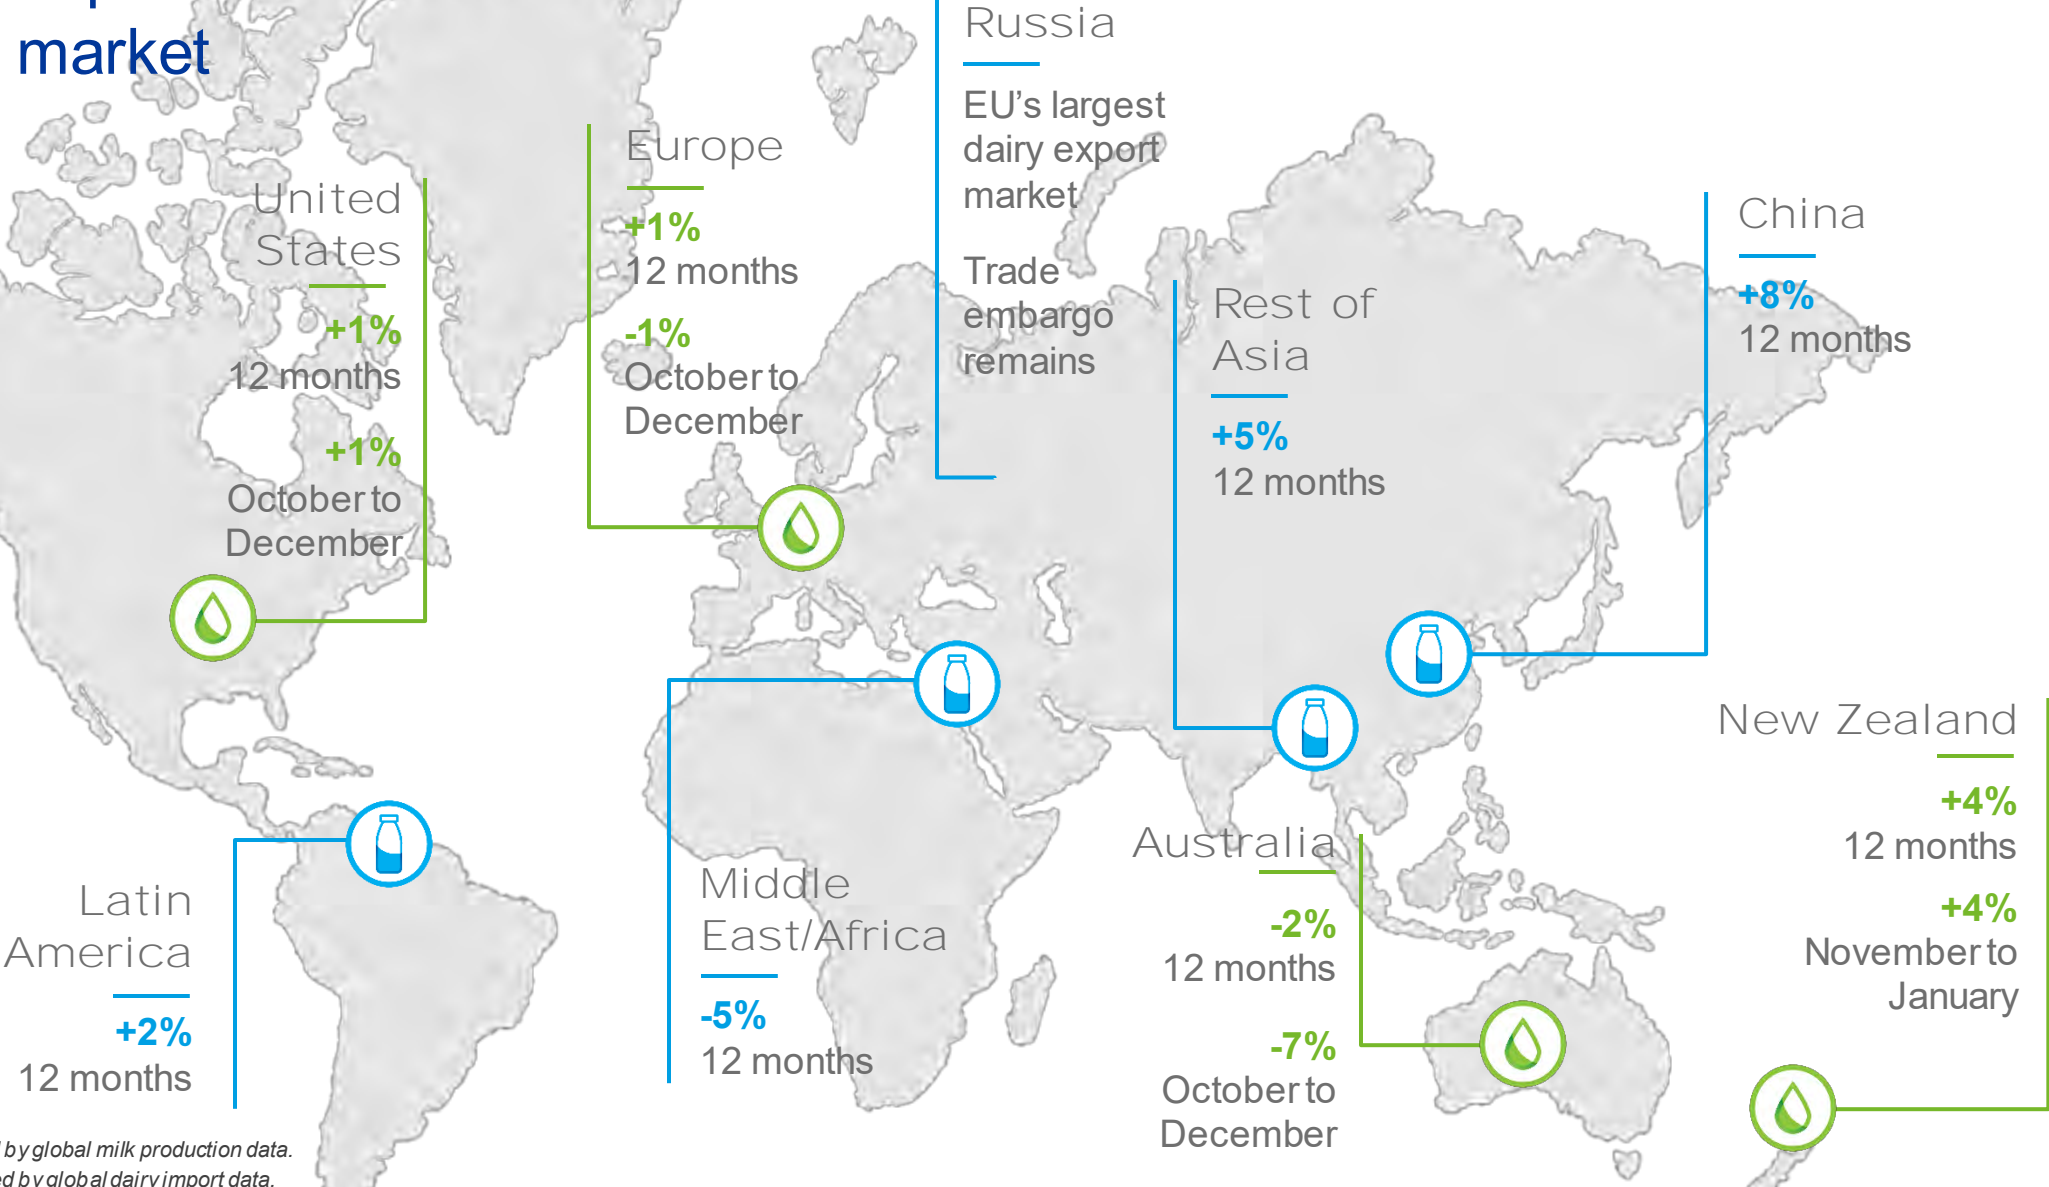 market
Russia
EU's largest
dairy export
market
Trade
embargo
remains
Europe
+1%
12 months
-1%
October to
December
United
States
+1%
12 months
+1%
October to
December
China
+8%
12 months
Rest of
Asia
+5%
12 months
New Zealand
+4%
12 months
+4%
November to
January
Australia
-2%
12 months
-7%
October to
December
Middle
East/Africa
-5%
12 months
Latin
America
+2%
12 months
by global milk production data.
by global dairy import data.